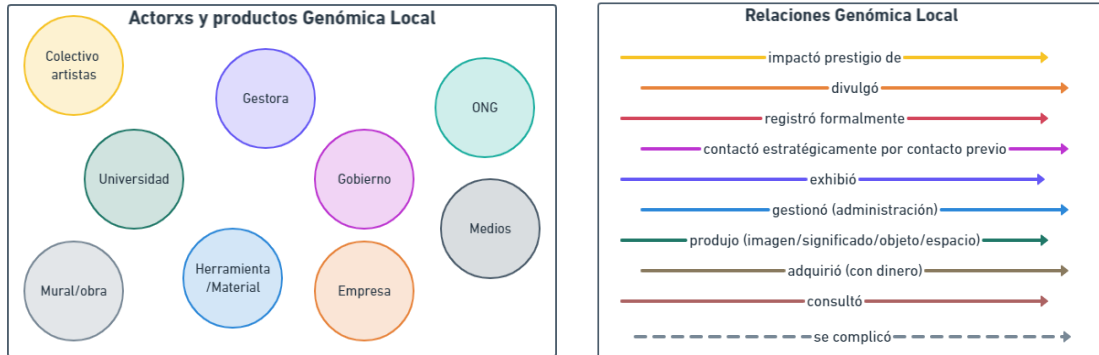 Actorxs y productos Genómica Local
Colectivo
artistas
Gestora
ONG
Universidad
Gobierno
Medios
Mural/obra
Herramienta
/Material
Empresa
Relaciones Genómica Local
impactó prestigio de
divulgó
registró formalmente
contactó estratégicamente por contacto previo
exhibió
gestionó (administración)
produjo (imagen/significado/objeto/espacio)
adquirió (con dinero)
consultó
se complicó